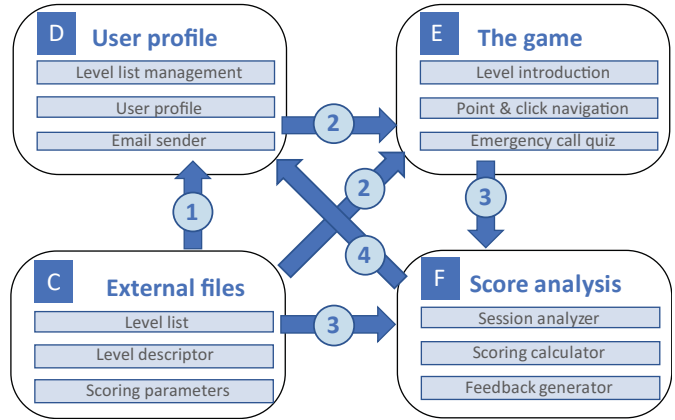 D
User profile
Level list management
User profile
Email sender
E
The game
Level introduction
Point & click navigation
Emergency call quiz
2
2
1
3
4
3
C
External files
Level list
Level descriptor
Scoring parameters
F
Score analysis
Session analyzer
Scoring calculator
Feedback generator